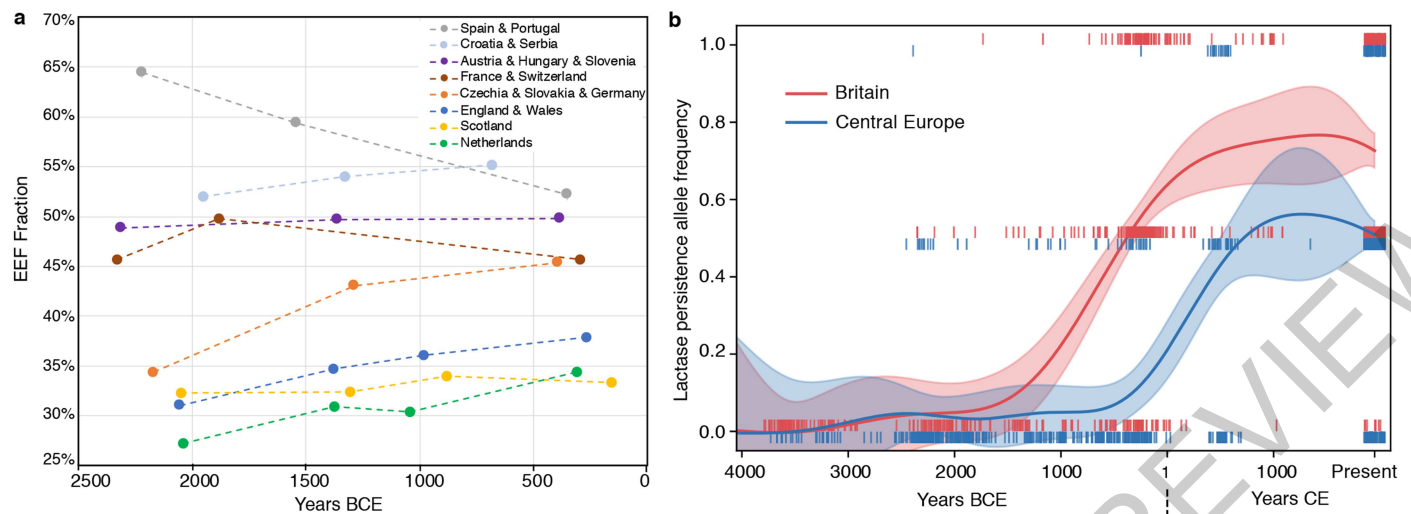 a
70%
65%
60%
55%
50%
45%
40%
35%
30%
25%
EEF Fraction
2500
2000
1500
1000
500
0
Years BCE
Spain & Portugal
Croatia & Serbia
Austria & Hungary & Slovenia
France & Switzerland
Czechia & Slovakia & Germany
England & Wales
Scotland
Netherlands
b
1.0
0.8
0.6
0.4
0.2
0.0
Lactase persistence allele frequency
Britain
Central Europe
4000
3000
2000
1000
1
1000
Present
Years BCE
Years CE
REVIEW